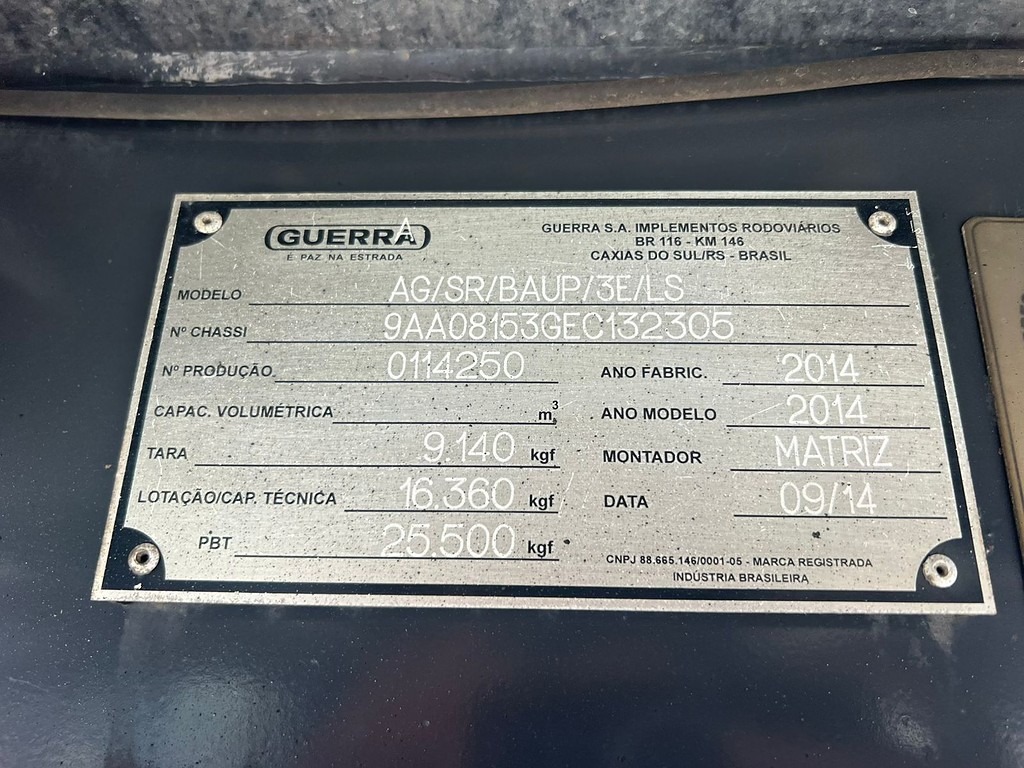 GUERRA
É PAZ NA ESTRADA
GUERRA S.A. IMPLEMENTOS RODOVIÁRIOS
BR 116 - KM 146
CAXIAS DO SUL/RS - BRASIL
MODELO AG/SR/BAUP/3E/LS
Nº CHASSI 9AA08153GEC132305
Nº PRODUÇÃO 0114250 ANO FABRIC. 2014
CAPAC. VOLUMÉTRICA m³ ANO MODELO 2014
TARA 9.140 kgf MONTADOR MATRIZ
LOTAÇÃO/CAP. TÉCNICA 16.360 kgf DATA 09/14
PBT 25.500 kgf
CNPJ 88.665.146/0001-05 - MARCA REGISTRADA
INDÚSTRIA BRASILEIRA